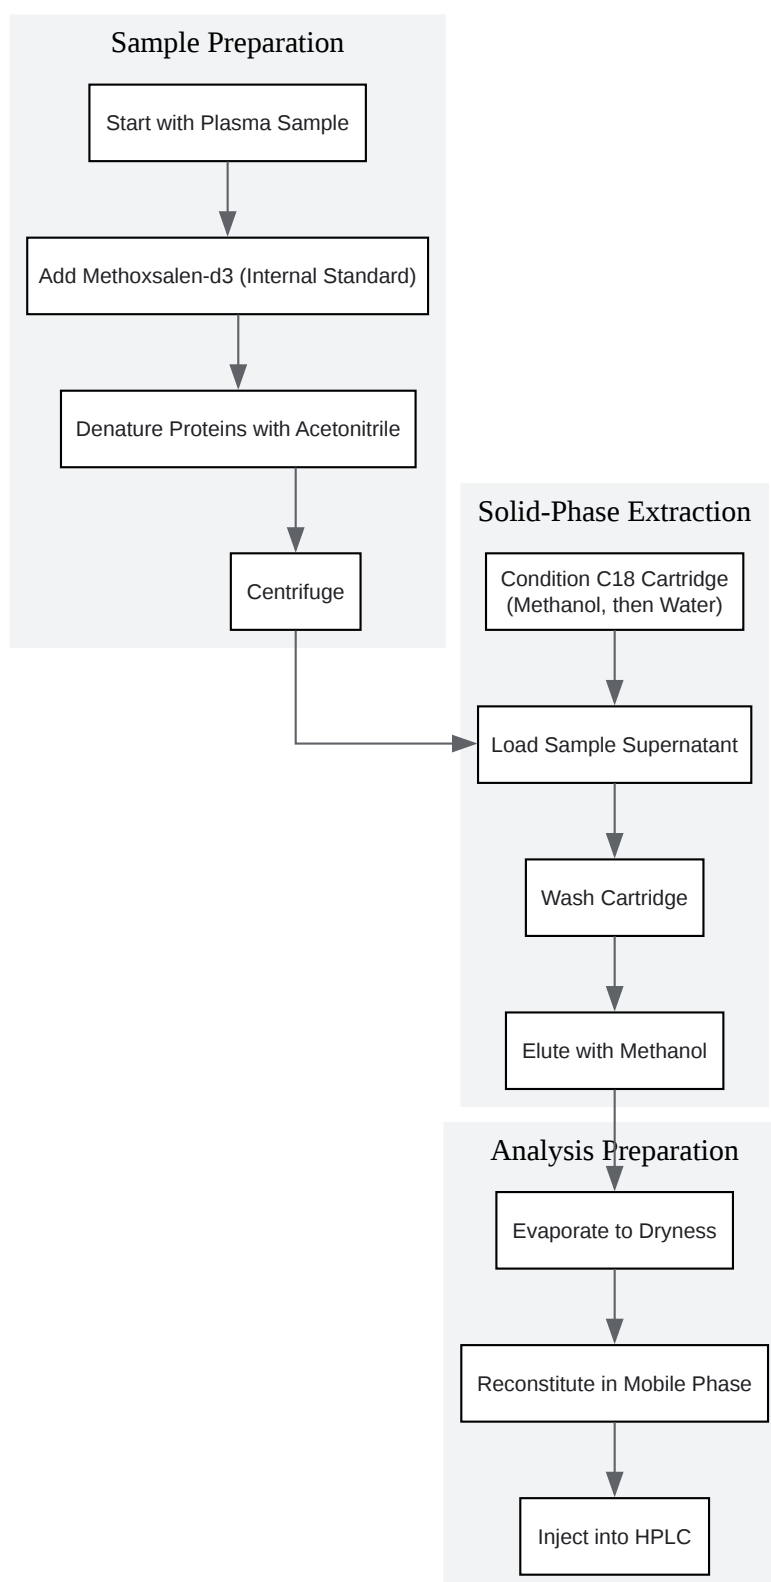 Sample Preparation
Start with Plasma Sample
Add Methoxsalen-d3 (Internal Standard)
Denature Proteins with Acetonitrile
Centrifuge
Solid-Phase Extraction
Condition C18 Cartridge
(Methanol, then Water)
Load Sample Supernatant
Wash Cartridge
Elute with Methanol
Analysis Preparation
Evaporate to Dryness
Reconstitute in Mobile Phase
Inject into HPLC